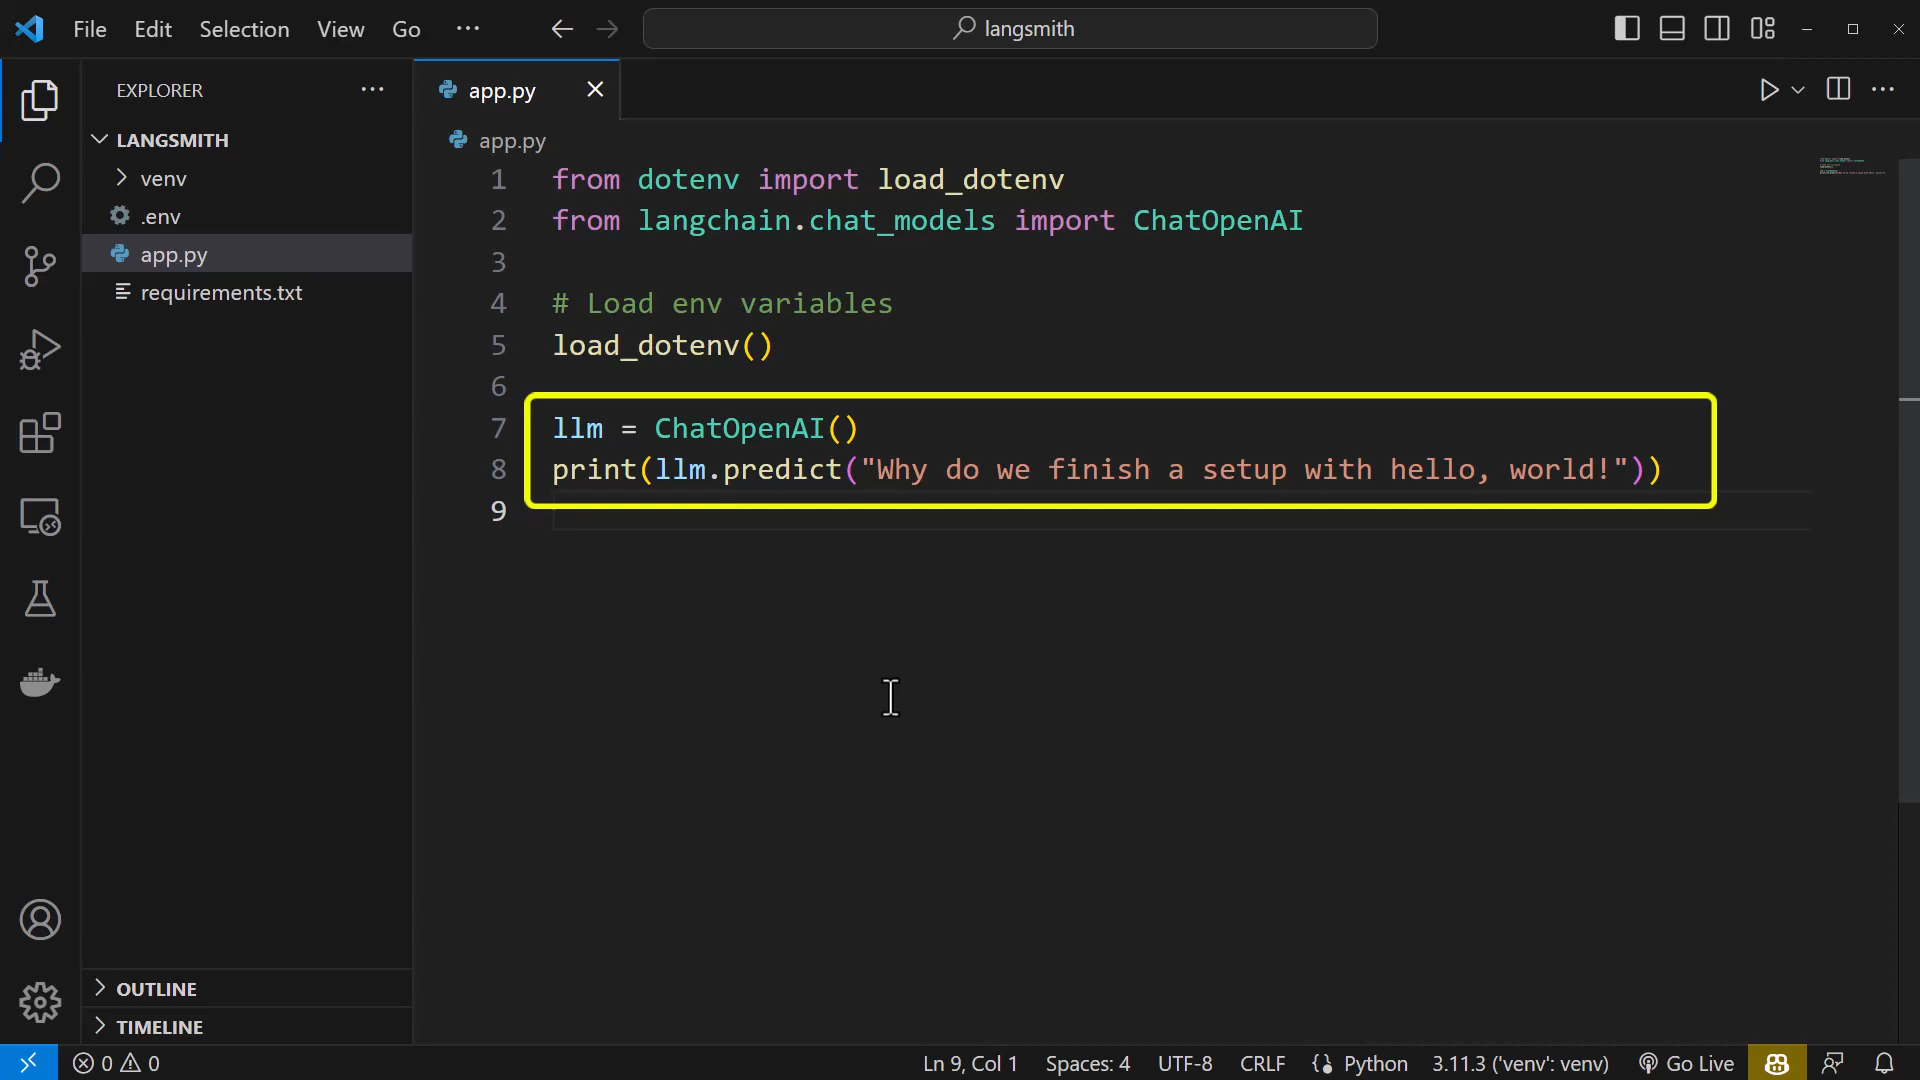 File Edit Selection View Go
langsmith
EXPLORER
LANGSMITH
venv
.env
app.py
requirements.txt
OUTLINE
TIMELINE
app.py
app.py
1 from dotenv import load_dotenv
2 from langchain.chat_models import ChatOpenAI
3
4 # Load env variables
5 load_dotenv()
6
7 llm = ChatOpenAI()
8 print(llm.predict("Why do we finish a setup with hello, world!"))
9
0 0 Ln 9, Col 1 Spaces: 4 UTF-8 CRLF Python 3.11.3 ('venv': venv) Go Live